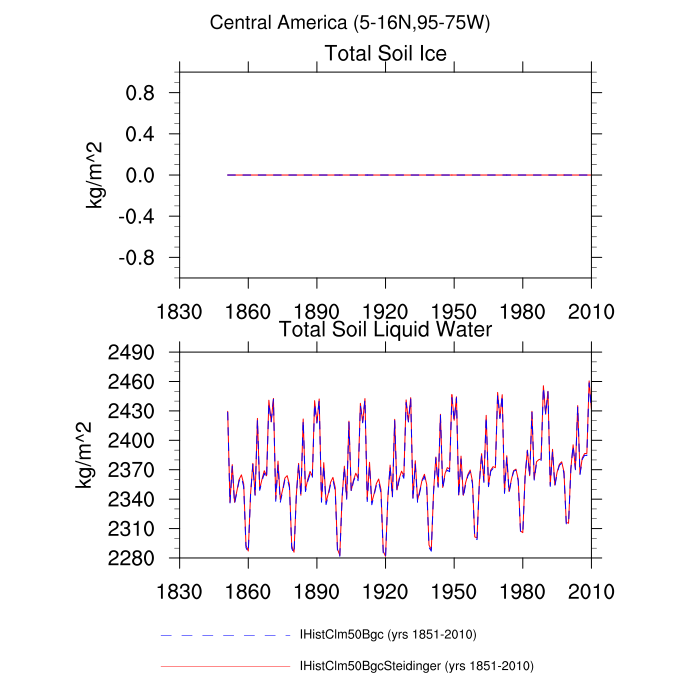 Central America (5-16N,95-75W)
Total Soil Ice
kg/m^2
0.8
0.4
0.0
-0.4
-0.8
1830 1860 1890 1920 1950 1980 2010
Total Soil Liquid Water
kg/m^2
2490
2460
2430
2400
2370
2340
2310
2280
1830 1860 1890 1920 1950 1980 2010
IHistClm50Bgc (yrs 1851-2010)
IHistClm50BgcSteidinger (yrs 1851-2010)